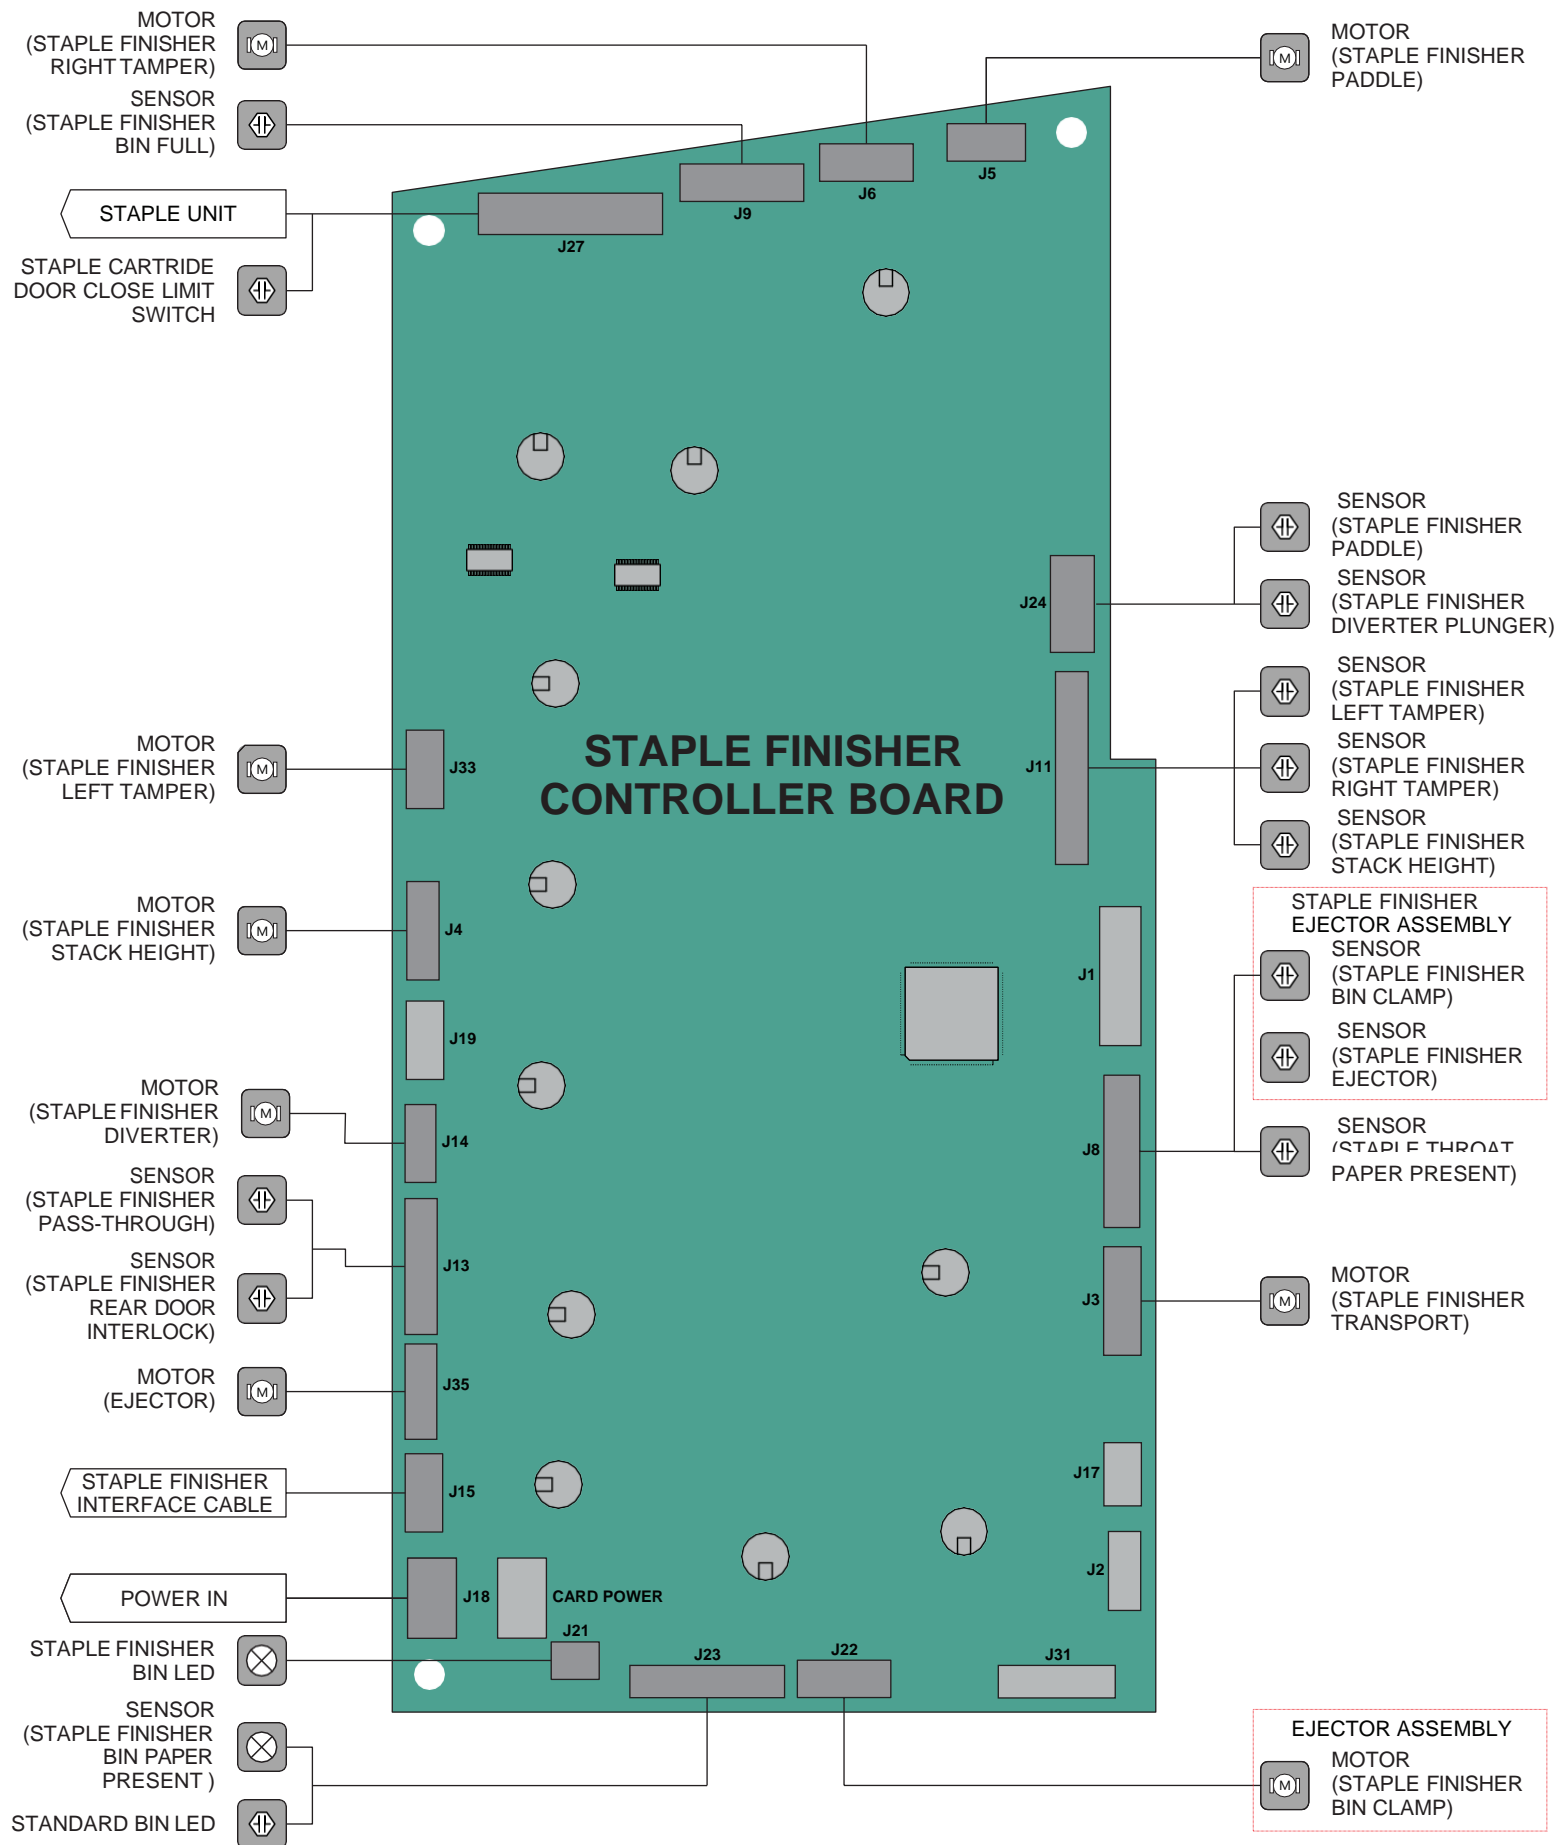 MOTOR
(STAPLE FINISHER
RIGHT TAMPER)
SENSOR
(STAPLE FINISHER
BIN FULL)
STAPLE UNIT
STAPLE CARTRIDE
DOOR CLOSE LIMIT
SWITCH
MOTOR
(STAPLE FINISHER
LEFT TAMPER)
MOTOR
(STAPLE FINISHER
STACK HEIGHT)
MOTOR
(STAPLE FINISHER
DIVERTER)
SENSOR
(STAPLE FINISHER
PASS-THROUGH)
SENSOR
(STAPLE FINISHER
REAR DOOR
INTERLOCK)
MOTOR
(EJECTOR)
STAPLE FINISHER
INTERFACE CABLE
POWER IN
STAPLE FINISHER
BIN LED
SENSOR
(STAPLE FINISHER
BIN PAPER
PRESENT )
STANDARD BIN LED
J5
J6
J9
J27
J24
J33
STAPLE FINISHER
CONTROLLER BOARD
J11
J4
J1
J19
J14
J8
J13
J3
J35
J17
J15
J2
J18
CARD POWER
J21
J23
J22
J31
MOTOR
(STAPLE FINISHER
PADDLE)
SENSOR
(STAPLE FINISHER
PADDLE)
SENSOR
(STAPLE FINISHER
DIVERTER PLUNGER)
SENSOR
(STAPLE FINISHER
LEFT TAMPER)
SENSOR
(STAPLE FINISHER
RIGHT TAMPER)
SENSOR
(STAPLE FINISHER
STACK HEIGHT)
STAPLE FINISHER
EJECTOR ASSEMBLY
SENSOR
(STAPLE FINISHER
BIN CLAMP)
SENSOR
(STAPLE FINISHER
EJECTOR)
SENSOR
(STAPLE THROAT
PAPER PRESENT)
MOTOR
(STAPLE FINISHER
TRANSPORT)
EJECTOR ASSEMBLY
MOTOR
(STAPLE FINISHER
BIN CLAMP)
M
M
M
M
M
M
M
M